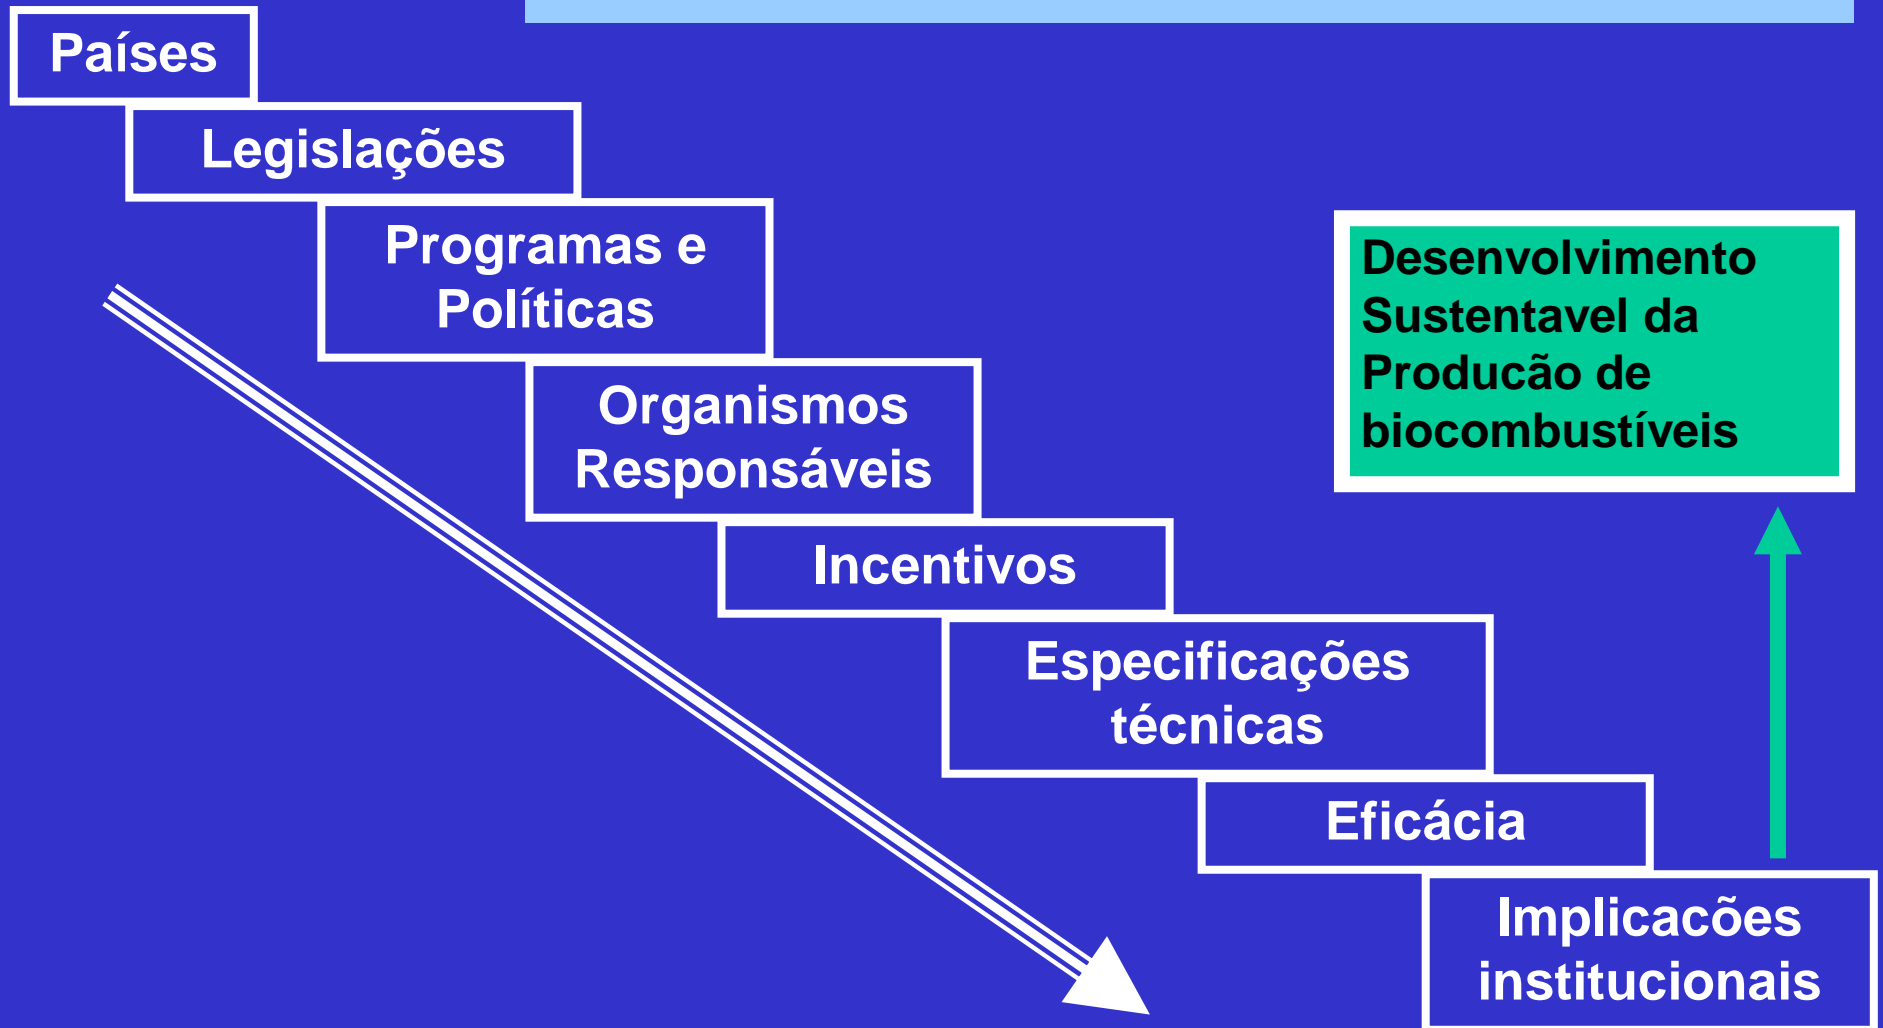 Países
Legislações
Programas e
Políticas
Organismos
Responsáveis
Incentivos
Especificações
técnicas
Eficácia
Implicacões
institucionais
Desenvolvimento
Sustentavel da
Producão de
biocombustíveis